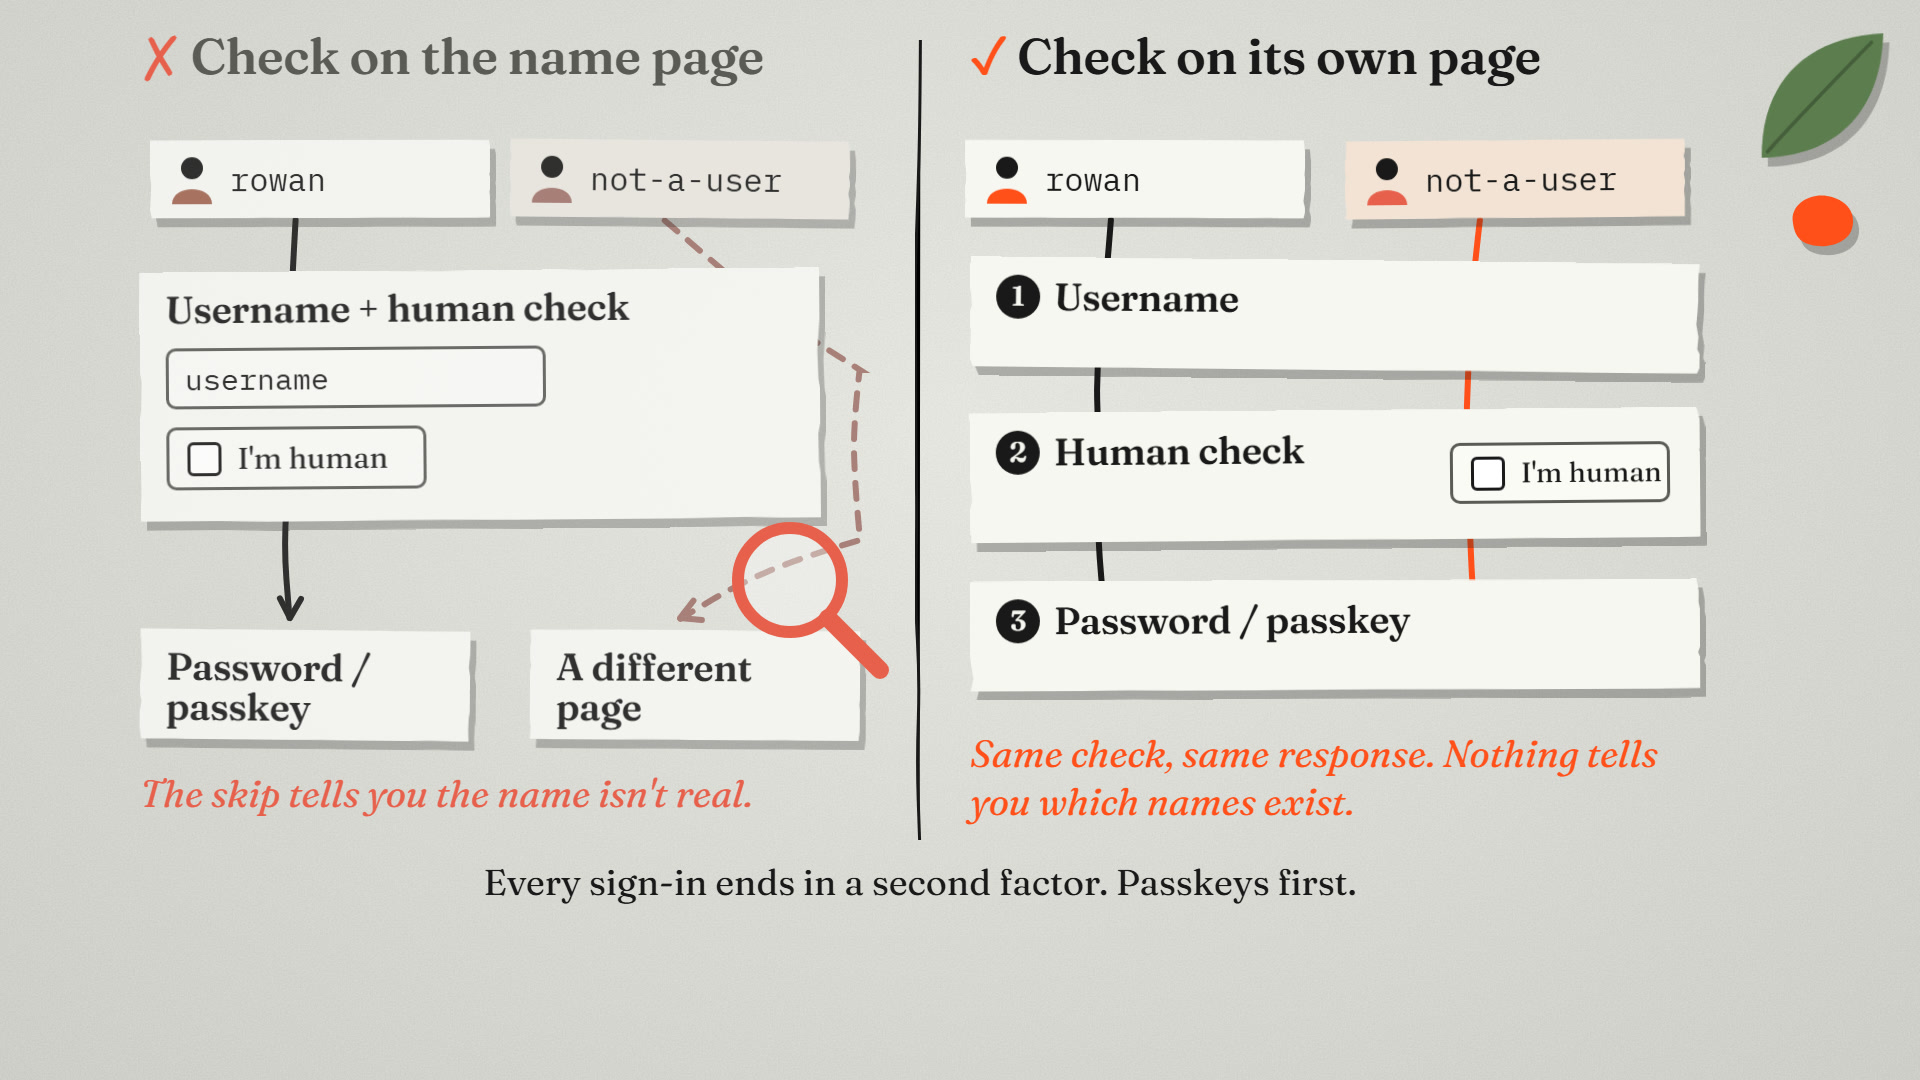 ✗ Check on the name page
rowan
not-a-user
Username + human check
username
I'm human
Password /
passkey
A different
page
The skip tells you the name isn't real.
✓ Check on its own page
rowan
not-a-user
1 Username
2 Human check
I'm human
3 Password / passkey
Same check, same response. Nothing tells
you which names exist.
Every sign-in ends in a second factor. Passkeys first.